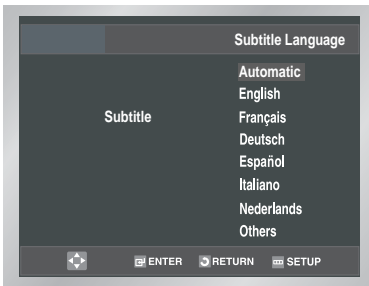 Subtitle Language
Automatic
English
Subtitle Français
Deutsch
Español
Italiano
Nederlands
Others
ENTER RETURN SETUP